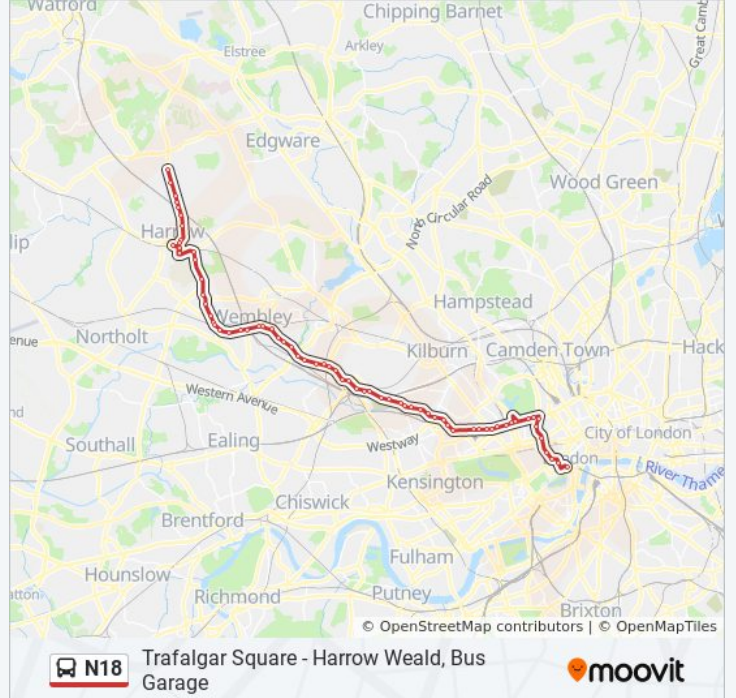 Watford
Chipping Barnet
Elstree
Arkley
Great Camb
Edgware
Wood Green
North Circular Road
Harrow
lip
Hampstead
Wembley
Northolt
enue
Kilburn
Camden Town
Hack
Western Avenue
nd
City of London
Southall
Ealing
Westway
don
River Thame
Kensington
Chiswick
Brentford
Fulham
Hounslow
Putney
atton
Richmond
Brixton
© OpenStreetMap contributors | © OpenMapTiles
N18
Trafalgar Square - Harrow Weald, Bus
Garage
moovit